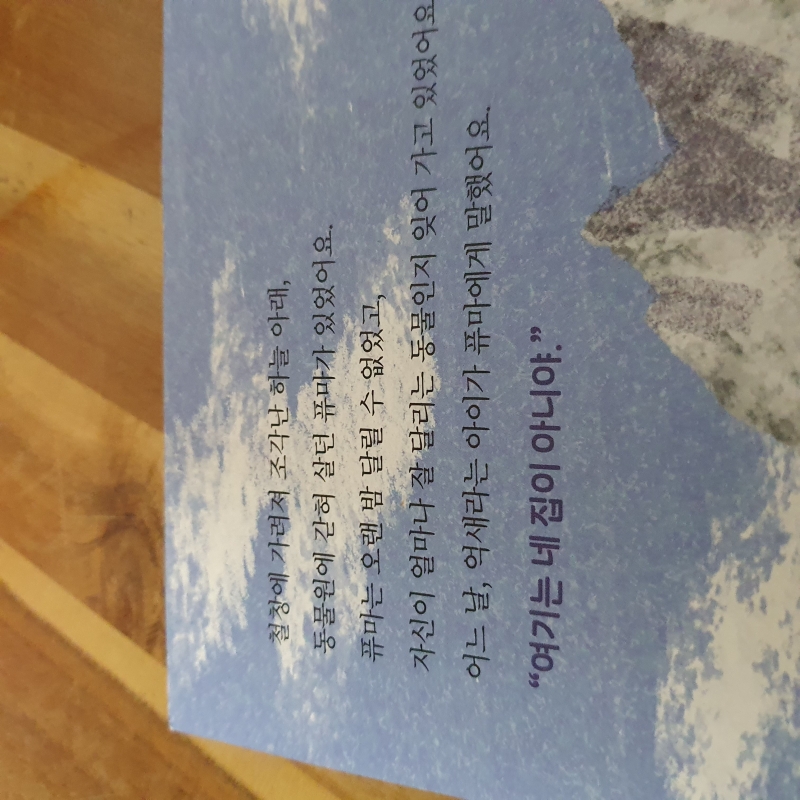 철창에 가려져 조각난 하늘 아래,
동물원에 갇혀 살던 퓨마가 있었어요.
퓨마는 오랜 밤 달릴 수 없었고,
자신이 얼마나 잘 달리는 동물인지 잊어 가고 있었어요
어느 날, 억새라는 아이가 퓨마에게 말했어요.
“여기는 네 집이 아니야.”